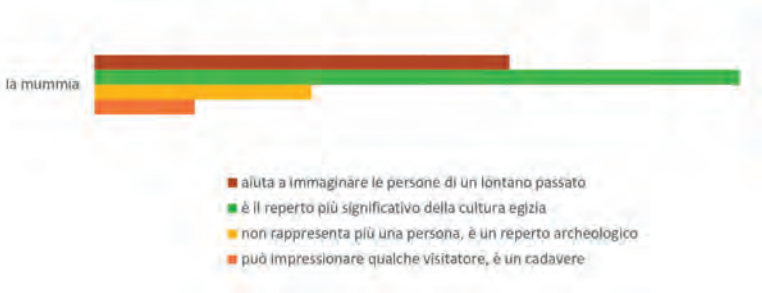 la mummia
aiuta a immaginare le persone di un lontano passato
è il reperto più significativo della cultura egizia
non rappresenta più una persona, è un reperto archeologico
può impressionare qualche visitatore, è un cadavere